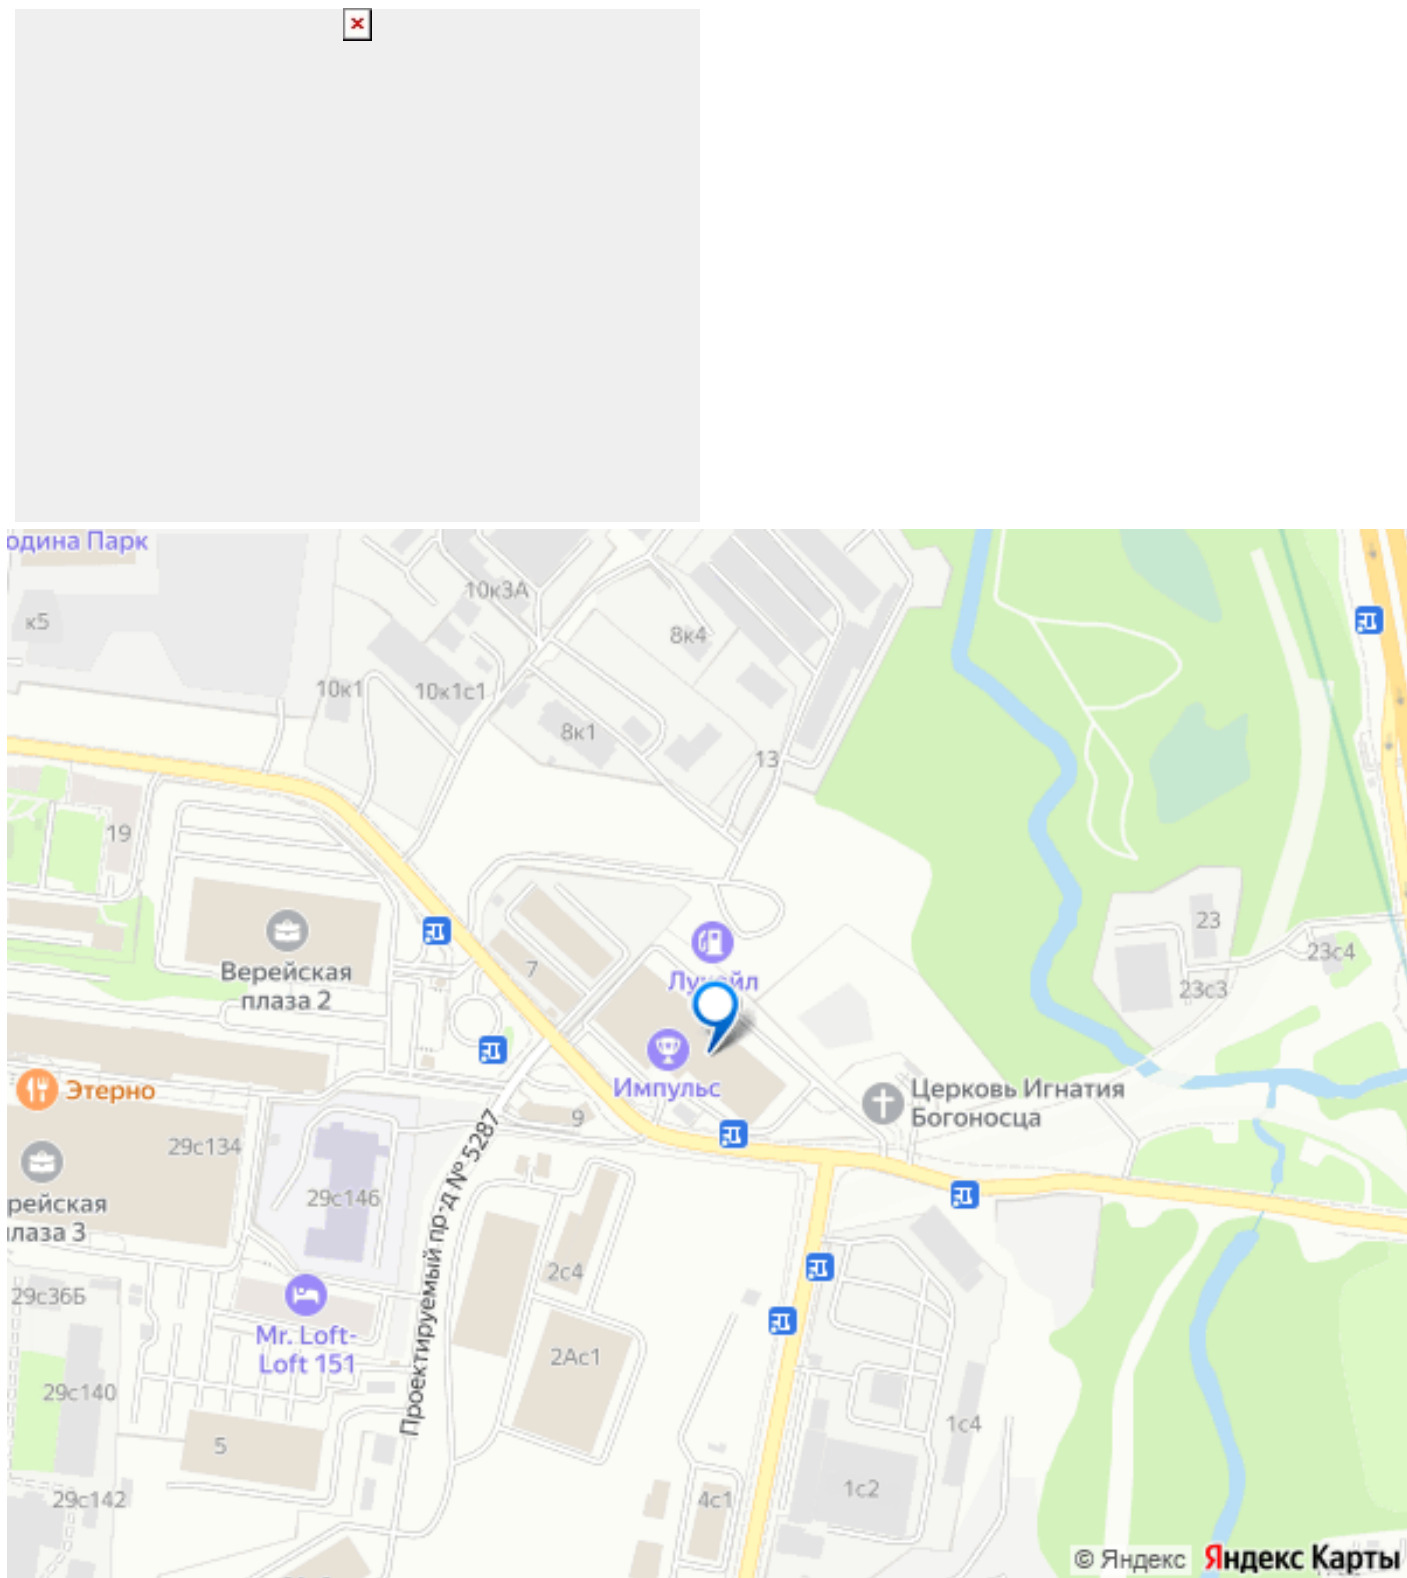 одина Парк
10к3А
к5
8к4
10к1
10к1с1
8к1
13
19
23
Верейская
плаза 2
7
Лукойл
23с4
23с3
Импульс
Этерно
Церковь Игнатия
Богоносца
9
29с134
Проектируемый пр-д № 5287
рейская
лаза 3
29с146
2с4
29с36Б
Mr. Loft-
Loft 151
2Ас1
29с140
5
1с4
29с142
4с1
1с2
© Яндекс Яндекс Карты